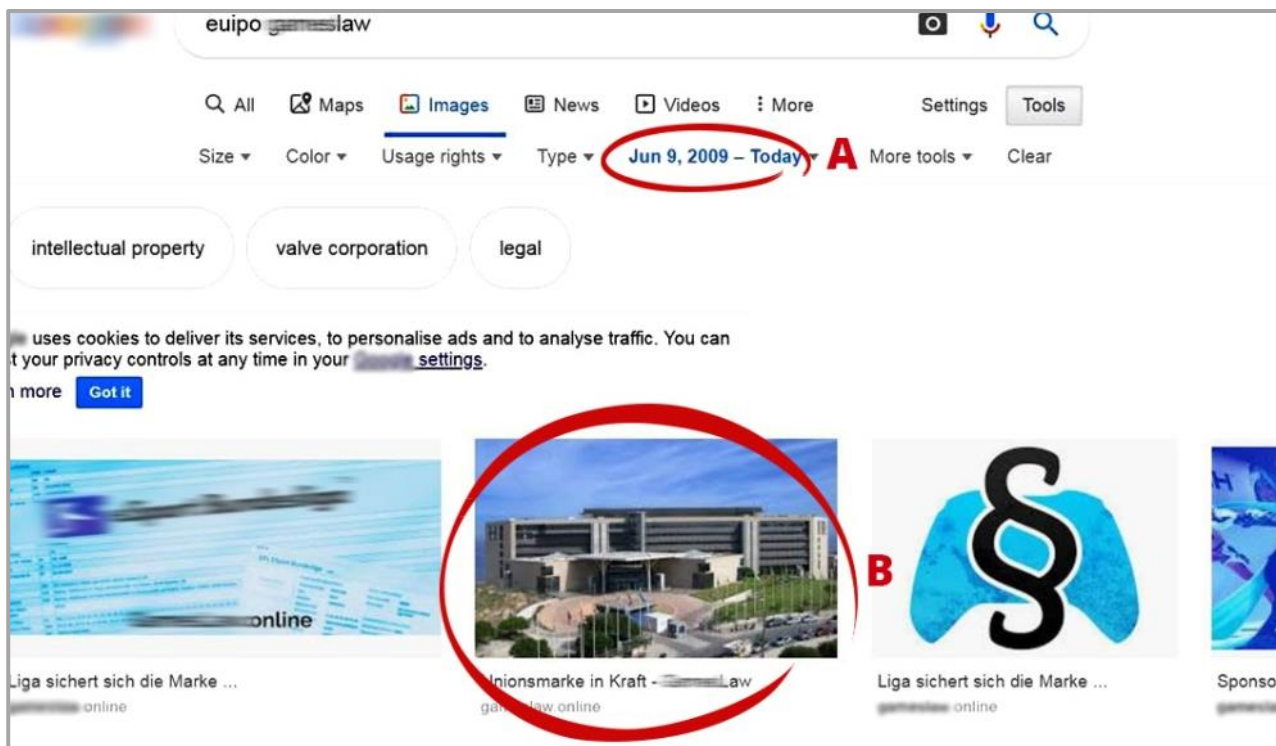 euipo law
All Maps Images News Videos More Settings Tools
Size Color Usage rights Type Jun 9, 2009 – Today A More tools Clear
intellectual property valve corporation legal
uses cookies to deliver its services, to personalise ads and to analyse traffic. You can
t your privacy controls at any time in your settings.
more Got it
B
online
§
Liga sichert sich die Marke ... Unionsmarke in Kraft - Law Liga sichert sich die Marke ... Sponso
online law.online online